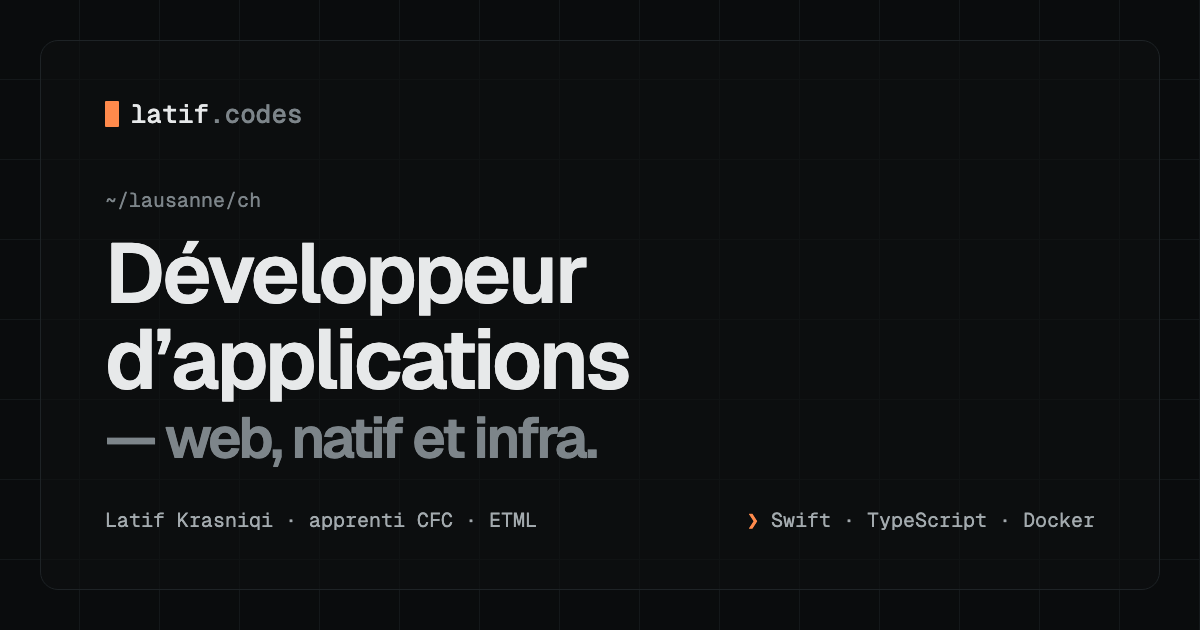 latif.codes
~/lausanne/ch
Développeur
d’applications
— web, natif et infra.
Latif Krasniqi · apprenti CFC · ETML
❯ Swift · TypeScript · Docker